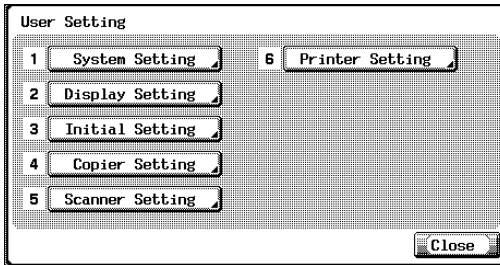 User Setting
1 System Setting
2 Display Setting
3 Initial Setting
4 Copier Setting
5 Scanner Setting
6 Printer Setting
Close